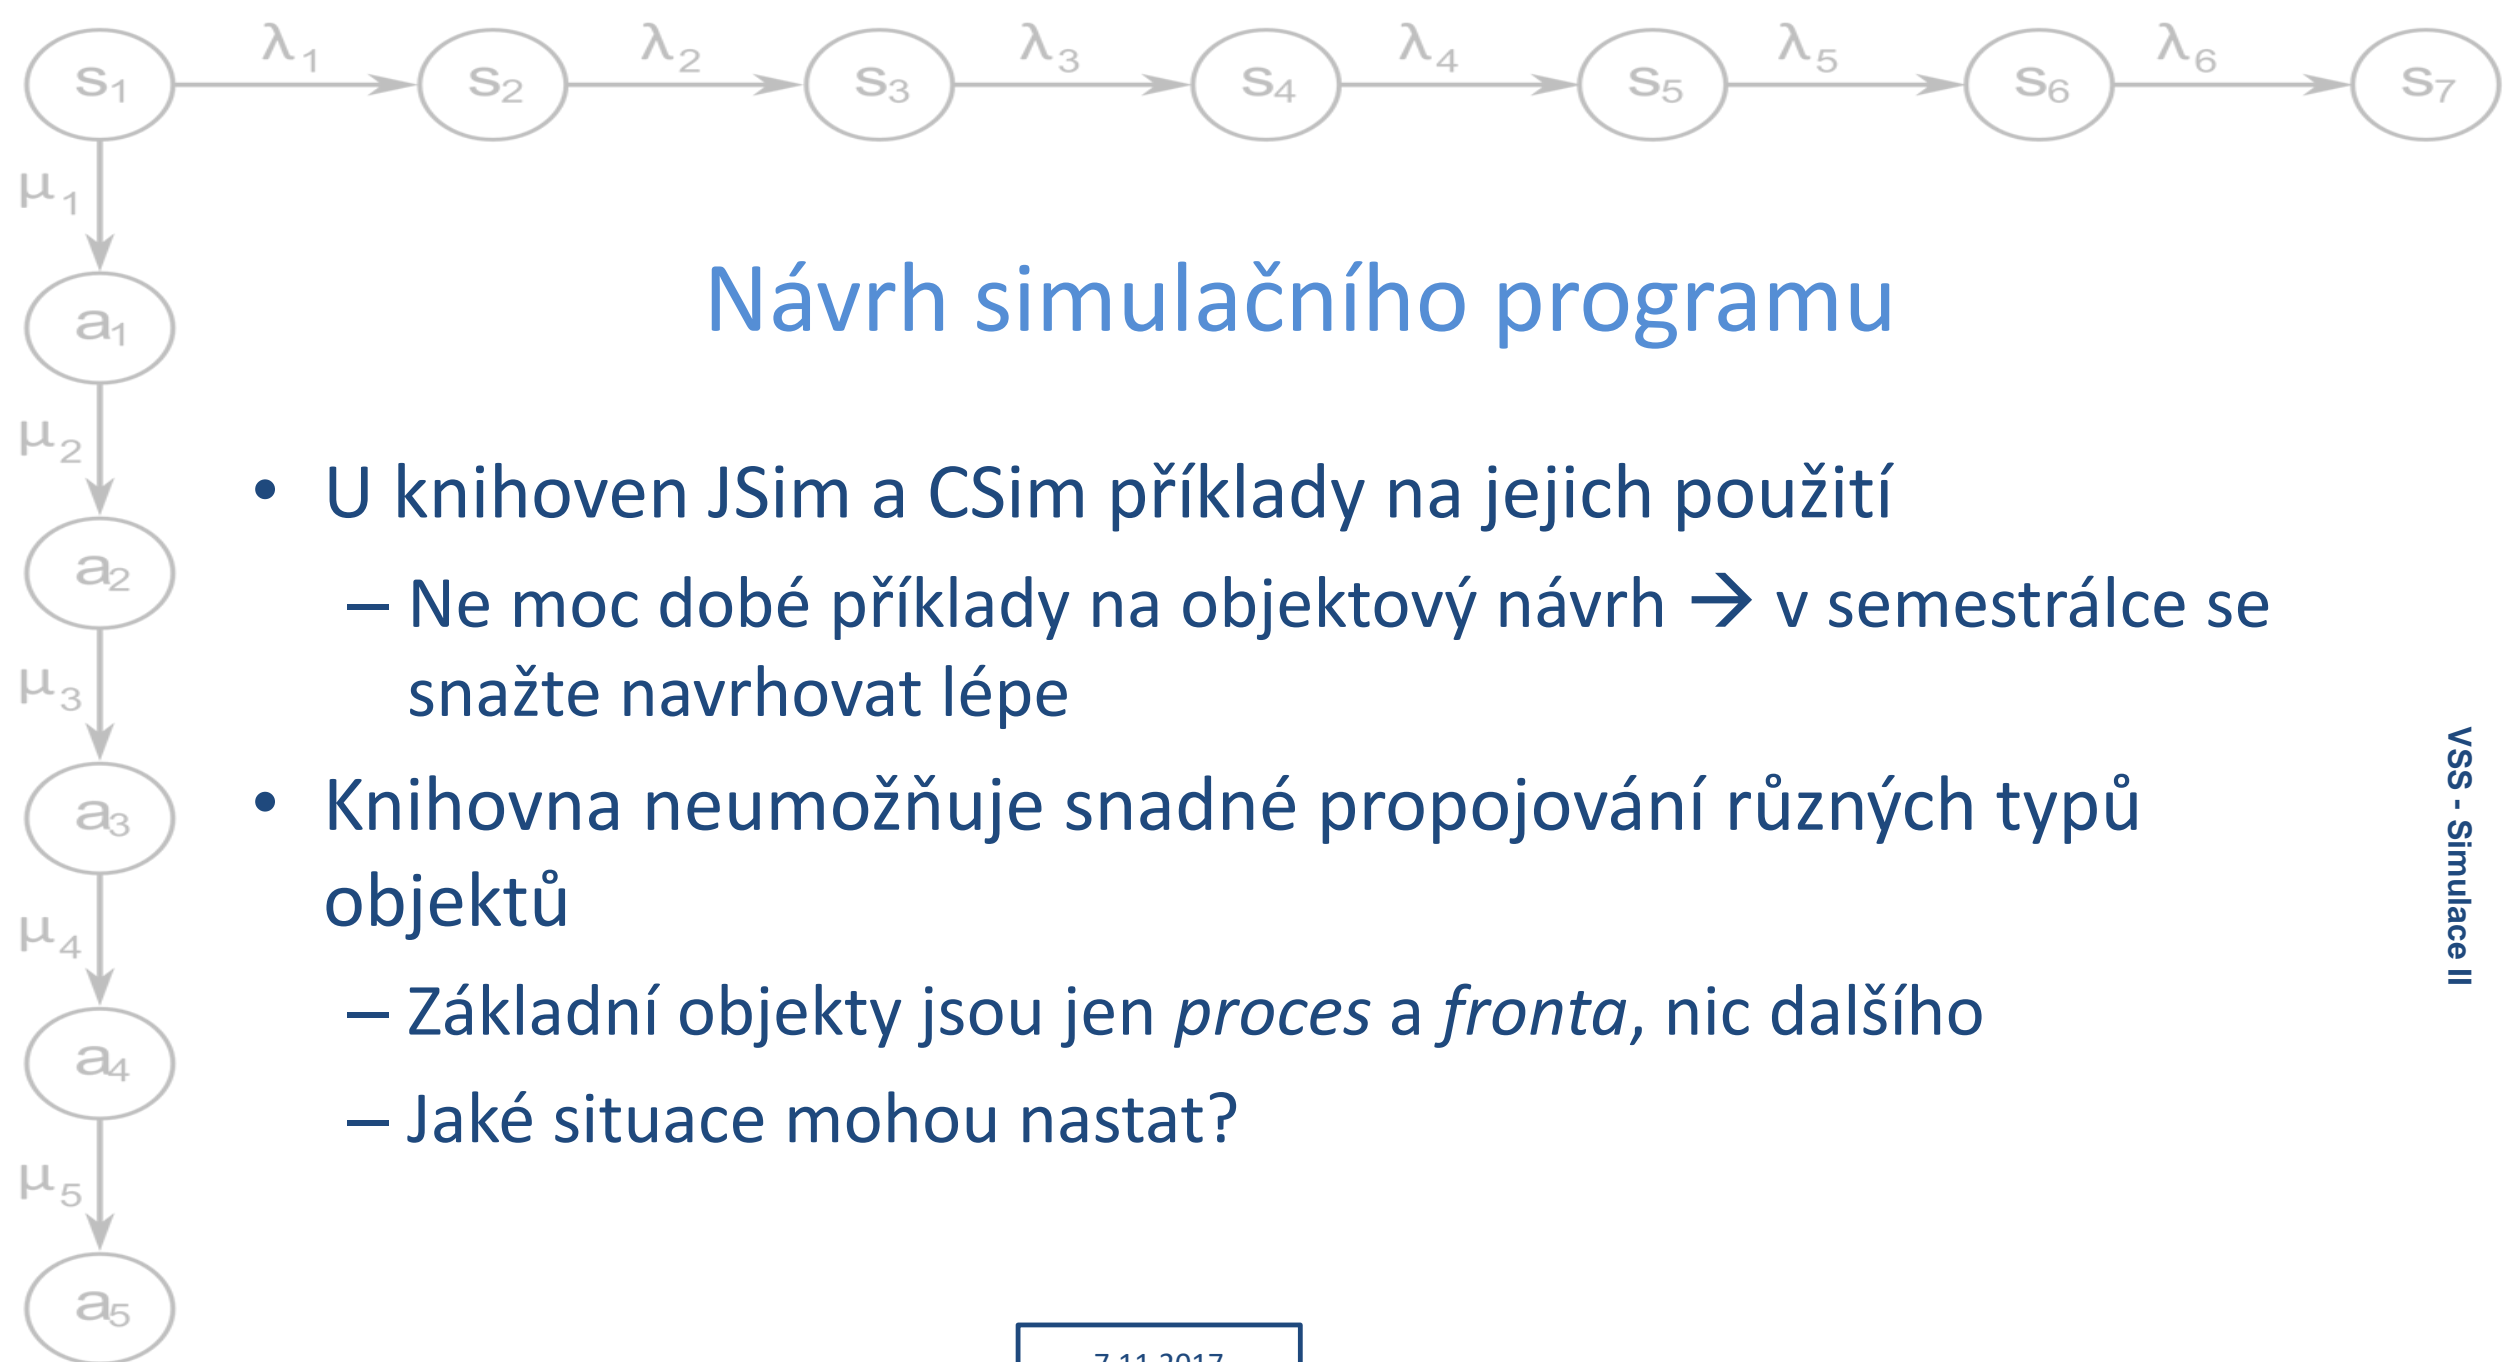 s1 λ1 s2 λ2 s3 λ3 s4 λ4 s5 λ5 s6 λ6 s7
μ1
a1
μ2
a2
μ3
a3
μ4
a4
μ5
a5
Návrh simulačního programu
• U knihoven JSim a CSim příklady na jejich použití
– Ne moc dobé příklady na objektový návrh → v semestrálce se
snažte navrhovat lépe
• Knihovna neumožňuje snadné propojování různých typů
objektů
– Základní objekty jsou jen proces a fronta, nic dalšího
– Jaké situace mohou nastat?
VSS - Simulace II
7.11.2017